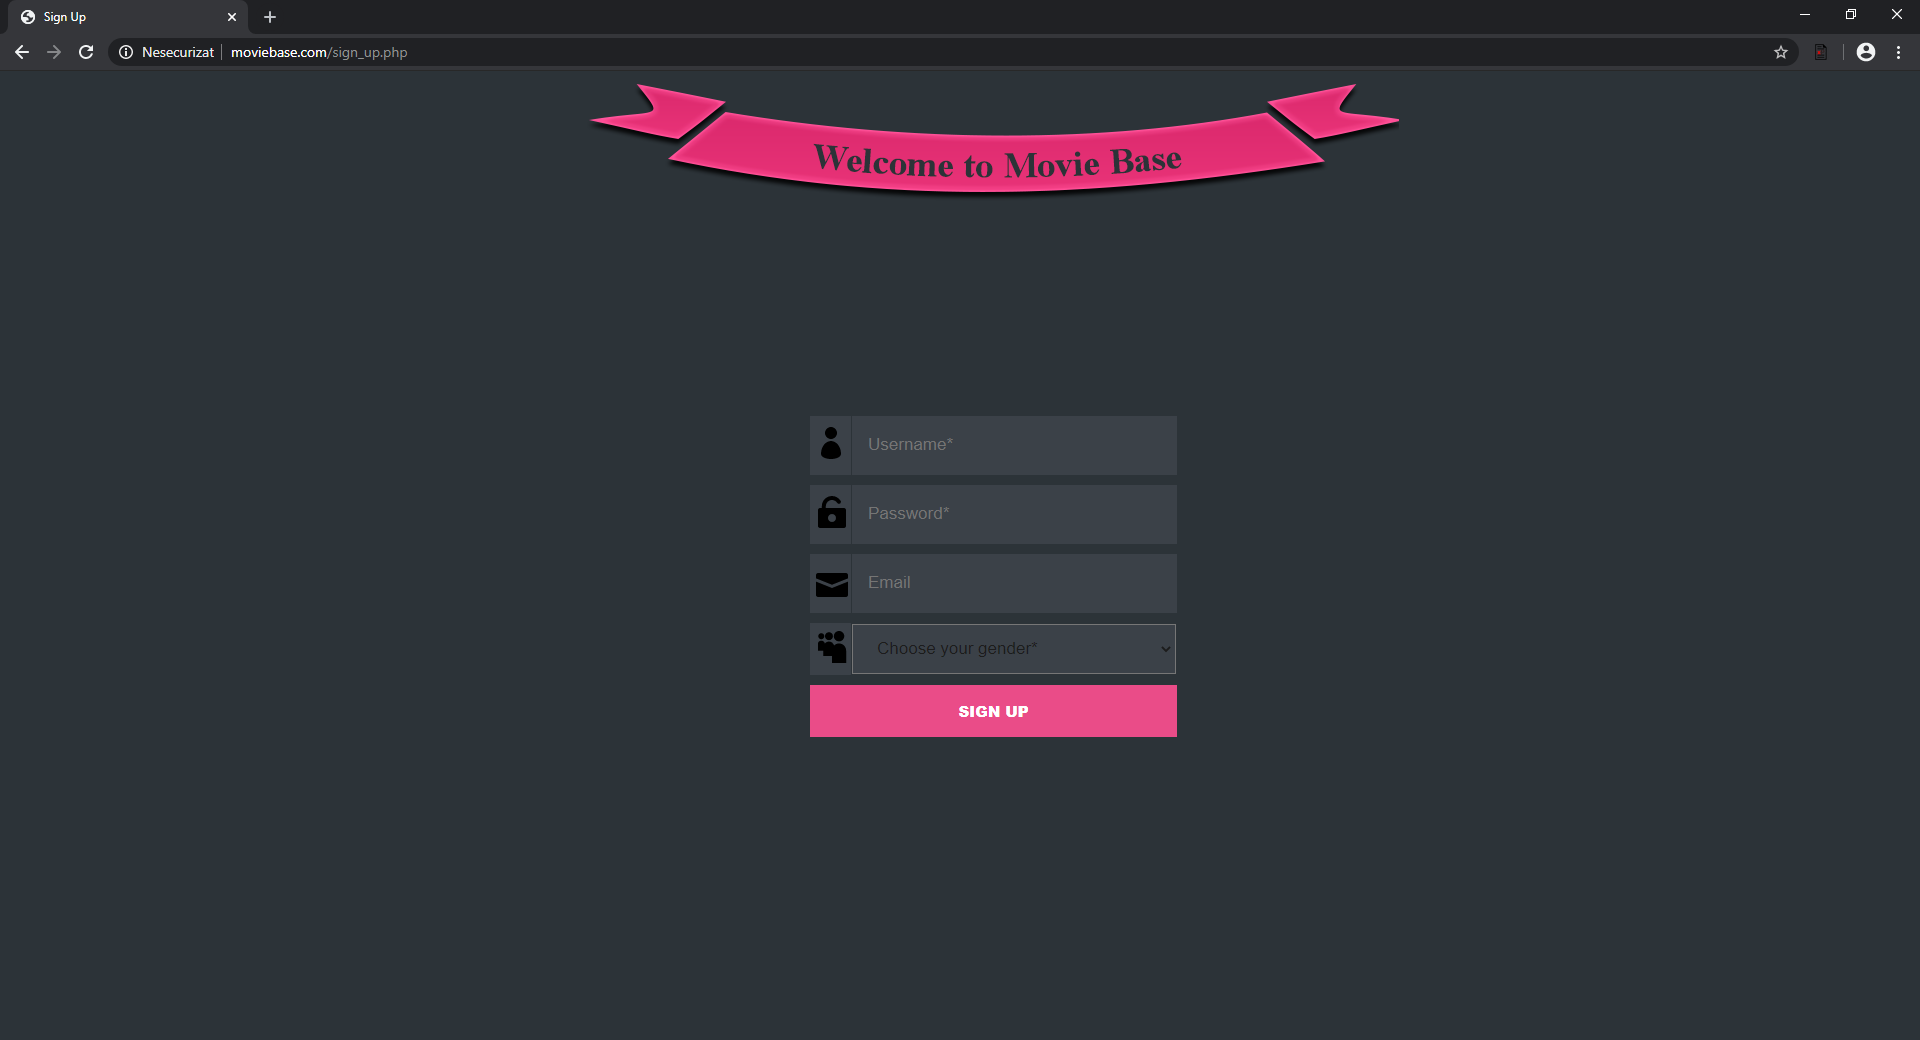 Sign Up
Nesecurizat moviebase.com/sign_up.php
Welcome to Movie Base
Username*
Password*
Email
Choose your gender*
SIGN UP